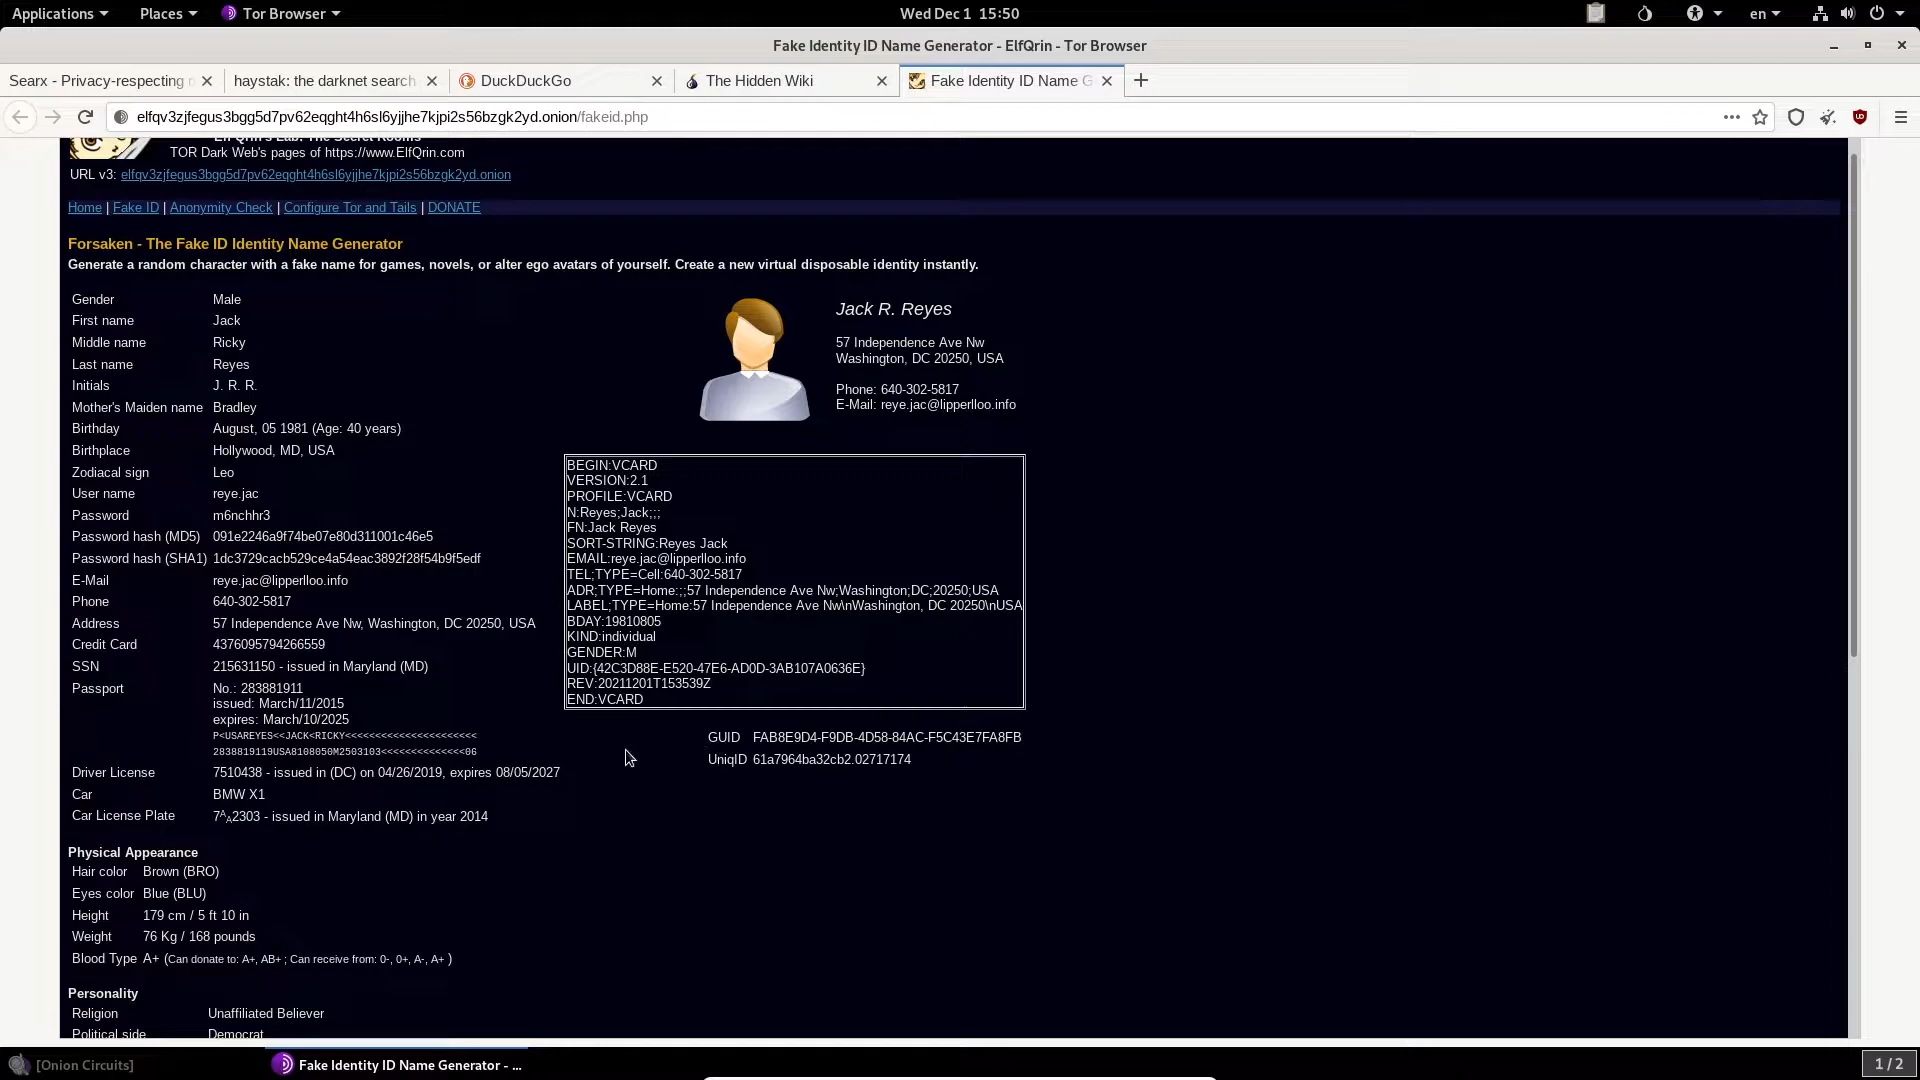 Applications Places Tor Browser Wed Dec 1 15:50 en
Fake Identity ID Name Generator - ElfQrin - Tor Browser
Searx - Privacy-respecting haystak: the darknet search DuckDuckGo The Hidden Wiki Fake Identity ID Name G
elfqv3zjfegus3bgg5d7pv62eqght4h6sl6yjjhe7kjpi2s56bzgk2yd.onion/fakeid.php
TOR Dark Web's pages of https://www.ElfQrin.com
URL v3: elfqv3zjfegus3bgg5d7pv62eqght4h6sl6yjjhe7kjpi2s56bzgk2yd.onion
Home | Fake ID | Anonymity Check | Configure Tor and Tails | DONATE
Forsaken - The Fake ID Identity Name Generator
Generate a random character with a fake name for games, novels, or alter ego avatars of yourself. Create a new virtual disposable identity instantly.
Gender Male
First name Jack
Middle name Ricky
Last name Reyes
Initials J. R. R.
Mother's Maiden name Bradley
Birthday August, 05 1981 (Age: 40 years)
Birthplace Hollywood, MD, USA
Zodiacal sign Leo
User name reye.jac
Password m6nchhr3
Password hash (MD5) 091e2246a9f74be07e80d311001c46e5
Password hash (SHA1) 1dc3729cacb529ce4a54eac3892f28f54b9f5edf
E-Mail reye.jac@lipperlloo.info
Phone 640-302-5817
Address 57 Independence Ave Nw, Washington, DC 20250, USA
Credit Card 4376095794266559
SSN 215631150 - issued in Maryland (MD)
Passport No.: 283881911
issued: March/11/2015
expires: March/10/2025
P<USAREYES<<JACK<RICKY<<<<<<<<<<<<<<<<<<<<<<
2838819119USA8108050M2503103<<<<<<<<<<<<<<06
Driver License 7510438 - issued in (DC) on 04/26/2019, expires 08/05/2027
Car BMW X1
Car License Plate 7AA2303 - issued in Maryland (MD) in year 2014
Jack R. Reyes
57 Independence Ave Nw
Washington, DC 20250, USA
Phone: 640-302-5817
E-Mail: reye.jac@lipperlloo.info
BEGIN:VCARD
VERSION:2.1
PROFILE:VCARD
N:Reyes;Jack;;;
FN:Jack Reyes
SORT-STRING:Reyes Jack
EMAIL:reye.jac@lipperlloo.info
TEL;TYPE=Cell:640-302-5817
ADR;TYPE=Home:;;57 Independence Ave Nw;Washington;DC;20250;USA
LABEL;TYPE=Home:57 Independence Ave Nw\nWashington, DC 20250\nUSA
BDAY:19810805
KIND:individual
GENDER:M
UID:{42C3D88E-E520-47E6-AD0D-3AB107A0636E}
REV:20211201T153539Z
END:VCARD
GUID FAB8E9D4-F9DB-4D58-84AC-F5C43E7FA8FB
UniqID 61a7964ba32cb2.02717174
Physical Appearance
Hair color Brown (BRO)
Eyes color Blue (BLU)
Height 179 cm / 5 ft 10 in
Weight 76 Kg / 168 pounds
Blood Type A+ (Can donate to: A+, AB+ ; Can receive from: 0-, 0+, A-, A+ )
Personality
Religion Unaffiliated Believer
Political side Democrat
[Onion Circuits] Fake Identity ID Name Generator - ... 1 / 2